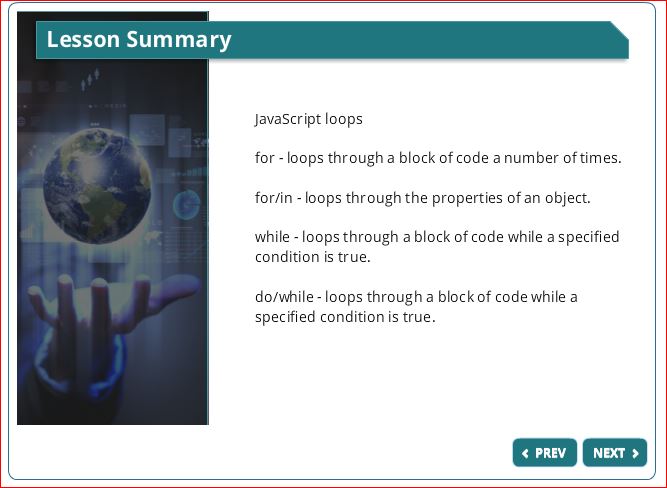 Lesson Summary
JavaScript loops
for - loops through a block of code a number of times.
for/in - loops through the properties of an object.
while - loops through a block of code while a specified
condition is true.
do/while - loops through a block of code while a
specified condition is true.
PREV
NEXT